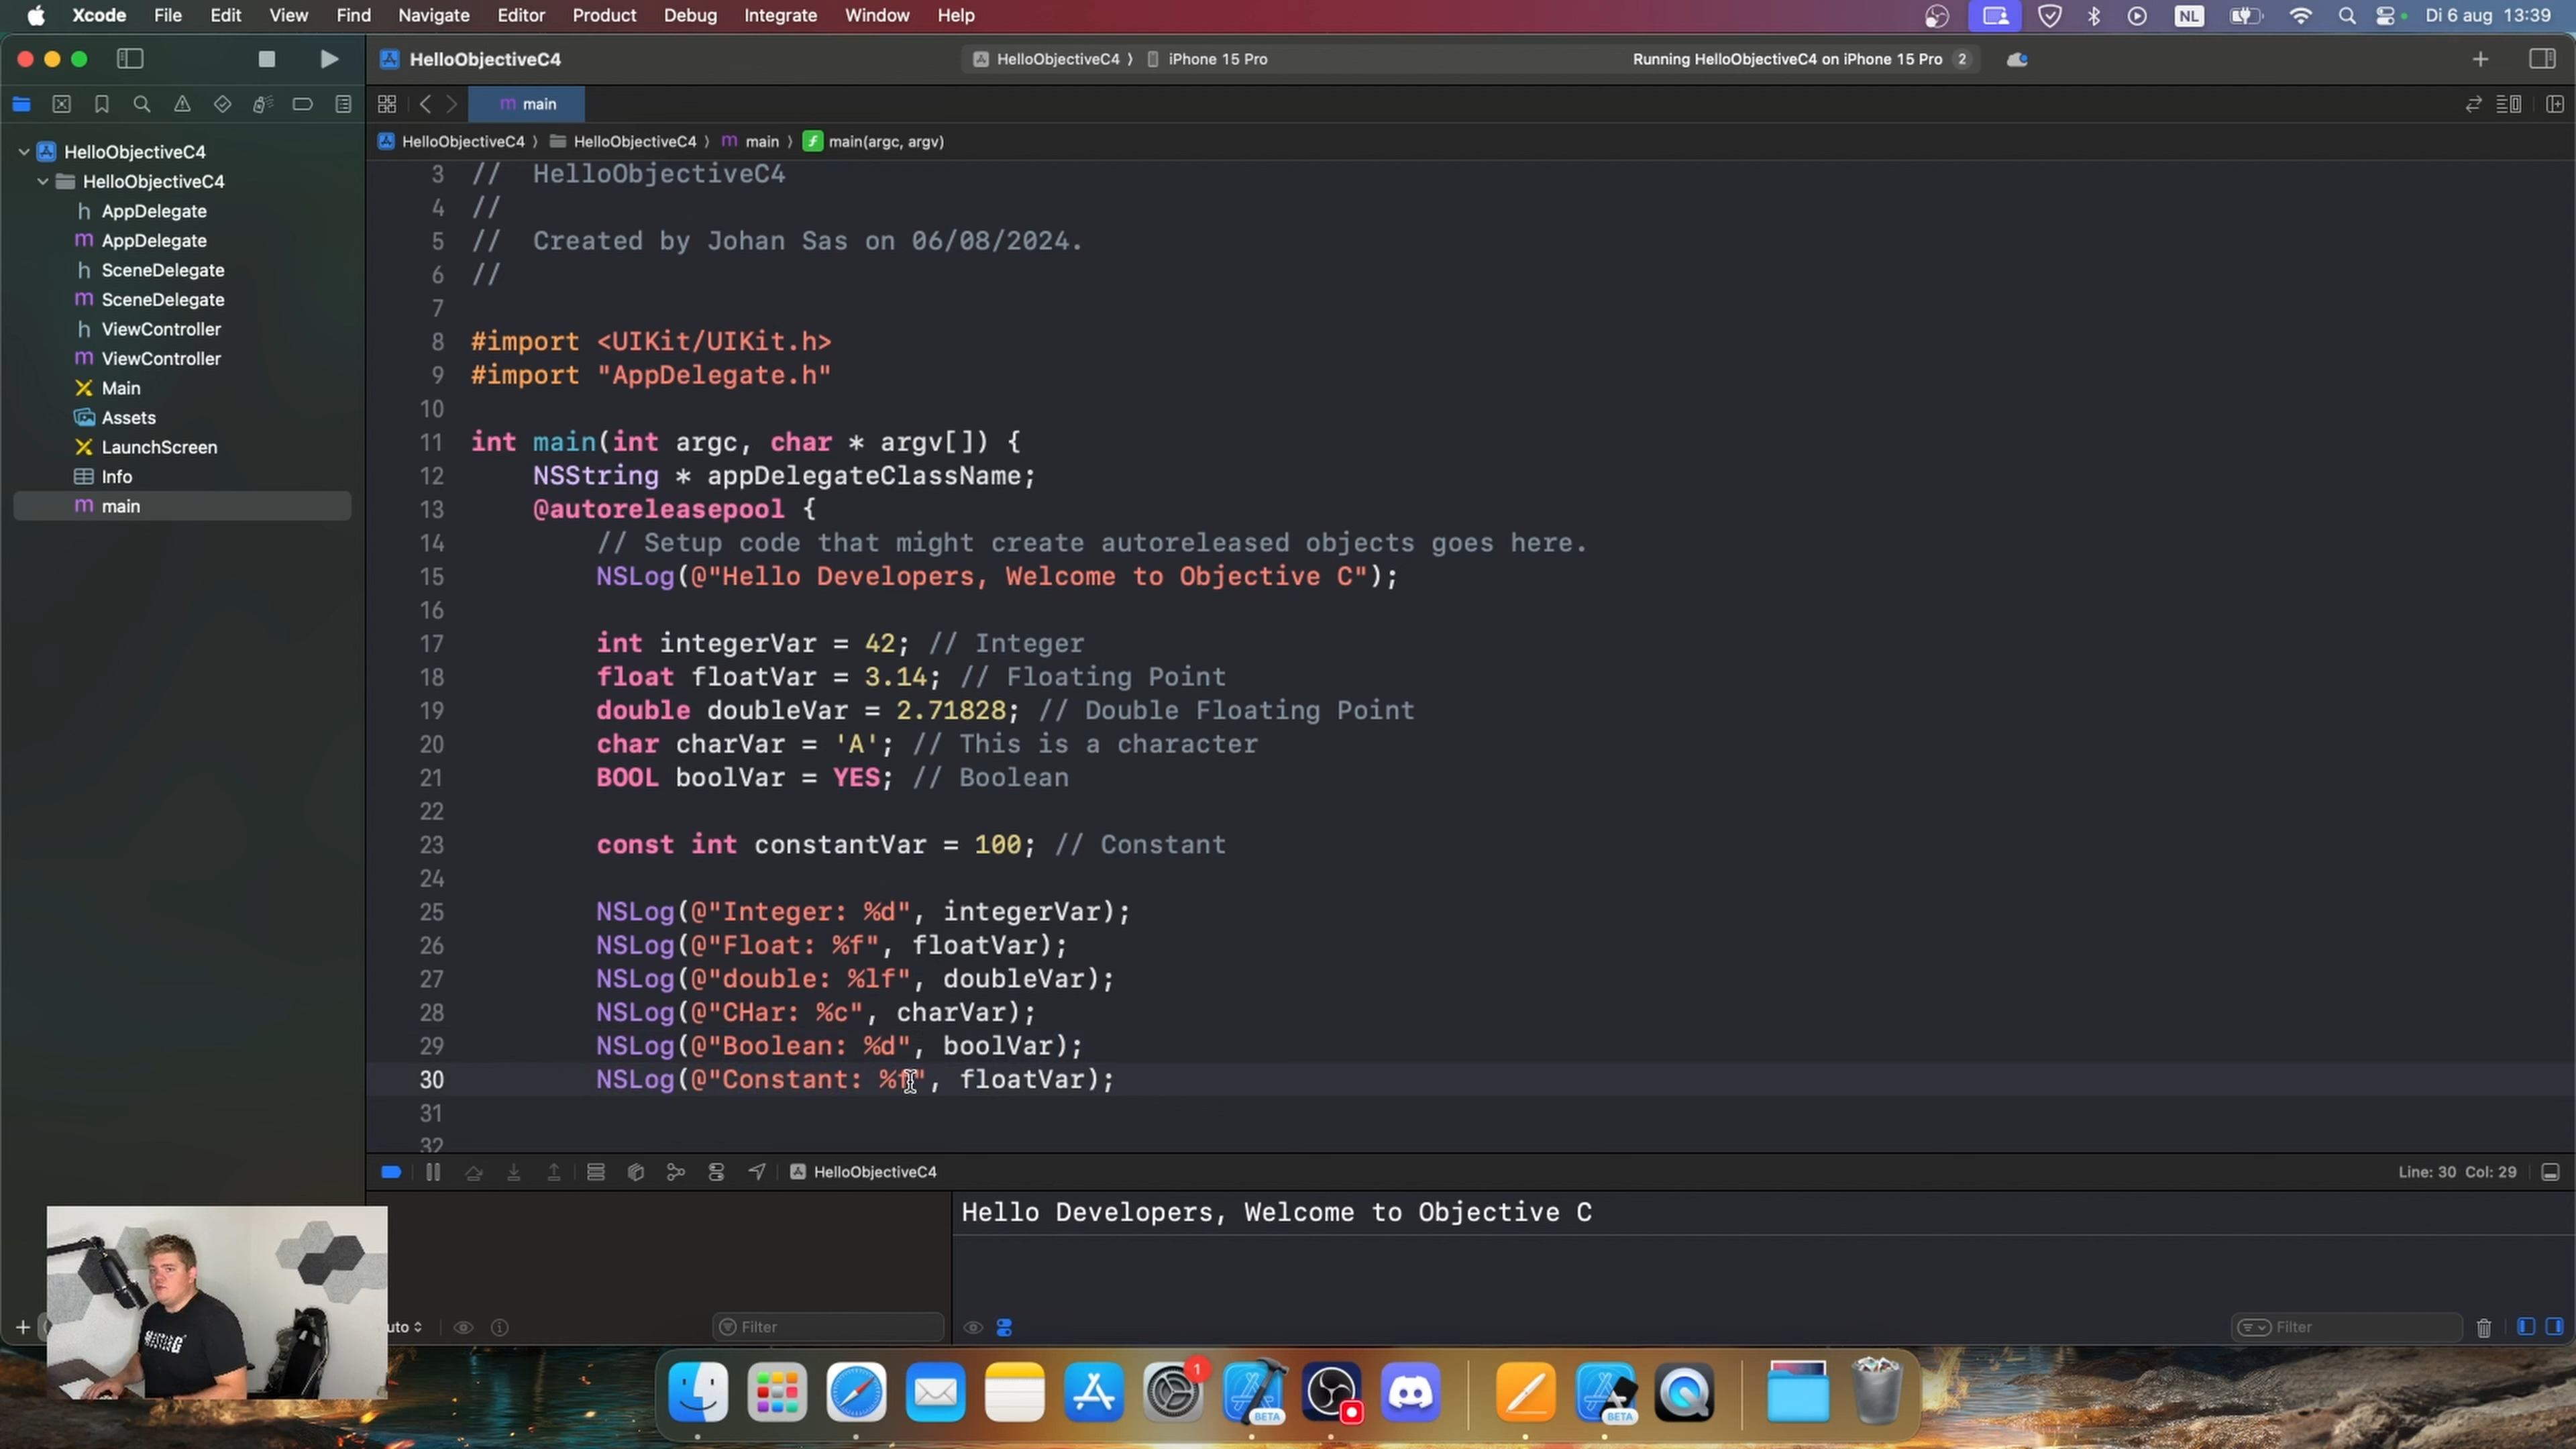 Xcode File Edit View Find Navigate Editor Product Debug Integrate Window Help NL Di 6 aug 13:39
HelloObjectiveC4 HelloObjectiveC4 ⟩ iPhone 15 Pro Running HelloObjectiveC4 on iPhone 15 Pro 2
m main
HelloObjectiveC4 ⟩ HelloObjectiveC4 ⟩ m main ⟩ f main(argc, argv)
HelloObjectiveC4
HelloObjectiveC4
h AppDelegate
m AppDelegate
h SceneDelegate
m SceneDelegate
h ViewController
m ViewController
Main
Assets
LaunchScreen
Info
m main
3 // HelloObjectiveC4
4 //
5 // Created by Johan Sas on 06/08/2024.
6 //
7
8 #import <UIKit/UIKit.h>
9 #import "AppDelegate.h"
10
11 int main(int argc, char * argv[]) {
12 NSString * appDelegateClassName;
13 @autoreleasepool {
14 // Setup code that might create autoreleased objects goes here.
15 NSLog(@"Hello Developers, Welcome to Objective C");
16
17 int integerVar = 42; // Integer
18 float floatVar = 3.14; // Floating Point
19 double doubleVar = 2.71828; // Double Floating Point
20 char charVar = 'A'; // This is a character
21 BOOL boolVar = YES; // Boolean
22
23 const int constantVar = 100; // Constant
24
25 NSLog(@"Integer: %d", integerVar);
26 NSLog(@"Float: %f", floatVar);
27 NSLog(@"double: %lf", doubleVar);
28 NSLog(@"CHar: %c", charVar);
29 NSLog(@"Boolean: %d", boolVar);
30 NSLog(@"Constant: %f", floatVar);
31
32
HelloObjectiveC4 Line: 30 Col: 29
Hello Developers, Welcome to Objective C
uto Filter Filter
1
BETA BETA